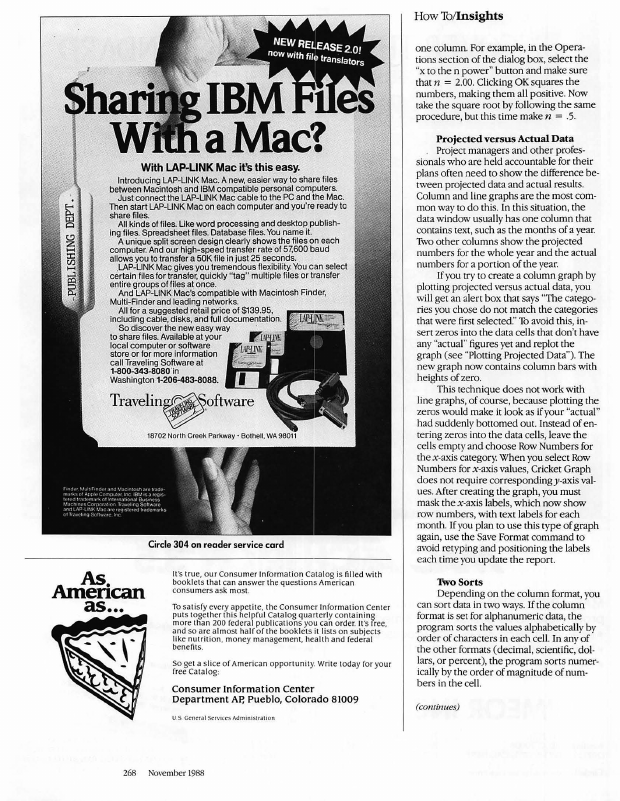 NEW RELEASE 2.0!
now with file translators
Sharing IBM Files
With a Mac?
With LAP-LINK Mac it's this easy.
Introducing LAP-LINK Mac. A new, easier way to share files
between Macintosh and IBM compatible personal computers.
Just connect the LAP-LINK Mac cable to the PC and the Mac.
Then start LAP-LINK Mac on each computer and you're ready to
share files.
All kinds of files. Like word processing and desktop publish-
ing files. Spreadsheet files. Database files. You name it.
A unique split screen design clearly shows the files on each
computer. And our high-speed transfer rate of 57,600 baud
allows you to transfer a 50K file in just 25 seconds.
LAP-LINK Mac gives you tremendous flexibility. You can select
certain files for transfer, quickly "tag" multiple files or transfer
entire groups of files at once.
And LAP-LINK Mac's compatible with Macintosh Finder,
Multi-Finder and leading networks.
All for a suggested retail price of $139.95,
including cable, disks, and full documentation.
So discover the new easy way
to share files. Available at your
local computer or software
store or for more information
call Traveling Software at
1-800-343-8080 in
Washington 1-206-483-8088.
PUBLISHING DEPT.
LAP-LINK
LAP-LINK
LAP-LINK
Traveling Software
TRAVELING SOFTWARE
18702 North Creek Parkway • Bothell, WA 98011
Finder, MultiFinder and Macintosh are trade-
marks of Apple Computer, Inc. IBM is a regis-
tered trademark of International Business
Machines Corporation. Traveling Software
and LAP-LINK Mac are registered trademarks
of Traveling Software, Inc.
Circle 304 on reader service card
As
American
as...
It's true, our Consumer Information Catalog is filled with
booklets that can answer the questions American
consumers ask most.
To satisfy every appetite, the Consumer Information Center
puts together this helpful Catalog quarterly containing
more than 200 federal publications you can order. It's free,
and so are almost half of the booklets it lists on subjects
like nutrition, money management, health and federal
benefits.
So get a slice of American opportunity. Write today for your
free Catalog:
Consumer Information Center
Department AP, Pueblo, Colorado 81009
U.S. General Services Administration
How To/Insights
one column. For example, in the Opera-
tions section of the dialog box, select the
"x to the n power" button and make sure
that n = 2.00. Clicking OK squares the
numbers, making them all positive. Now
take the square root by following the same
procedure, but this time make n = .5.
Projected versus Actual Data
Project managers and other profes-
sionals who are held accountable for their
plans often need to show the difference be-
tween projected data and actual results.
Column and line graphs are the most com-
mon way to do this. In this situation, the
data window usually has one column that
contains text, such as the months of a year.
Two other columns show the projected
numbers for the whole year and the actual
numbers for a portion of the year.
If you try to create a column graph by
plotting projected versus actual data, you
will get an alert box that says "The catego-
ries you chose do not match the categories
that were first selected." To avoid this, in-
sert zeros into the data cells that don't have
any "actual" figures yet and replot the
graph (see "Plotting Projected Data"). The
new graph now contains column bars with
heights of zero.
This technique does not work with
line graphs, of course, because plotting the
zeros would make it look as if your "actual"
had suddenly bottomed out. Instead of en-
tering zeros into the data cells, leave the
cells empty and choose Row Numbers for
the x-axis category. When you select Row
Numbers for x-axis values, Cricket Graph
does not require corresponding y-axis val-
ues. After creating the graph, you must
mask the x-axis labels, which now show
row numbers, with text labels for each
month. If you plan to use this type of graph
again, use the Save Format command to
avoid retyping and positioning the labels
each time you update the report.
Two Sorts
Depending on the column format, you
can sort data in two ways. If the column
format is set for alphanumeric data, the
program sorts the values alphabetically by
order of characters in each cell. In any of
the other formats (decimal, scientific, dol-
lars, or percent), the program sorts numer-
ically by the order of magnitude of num-
bers in the cell.
(continues)
268 November 1988